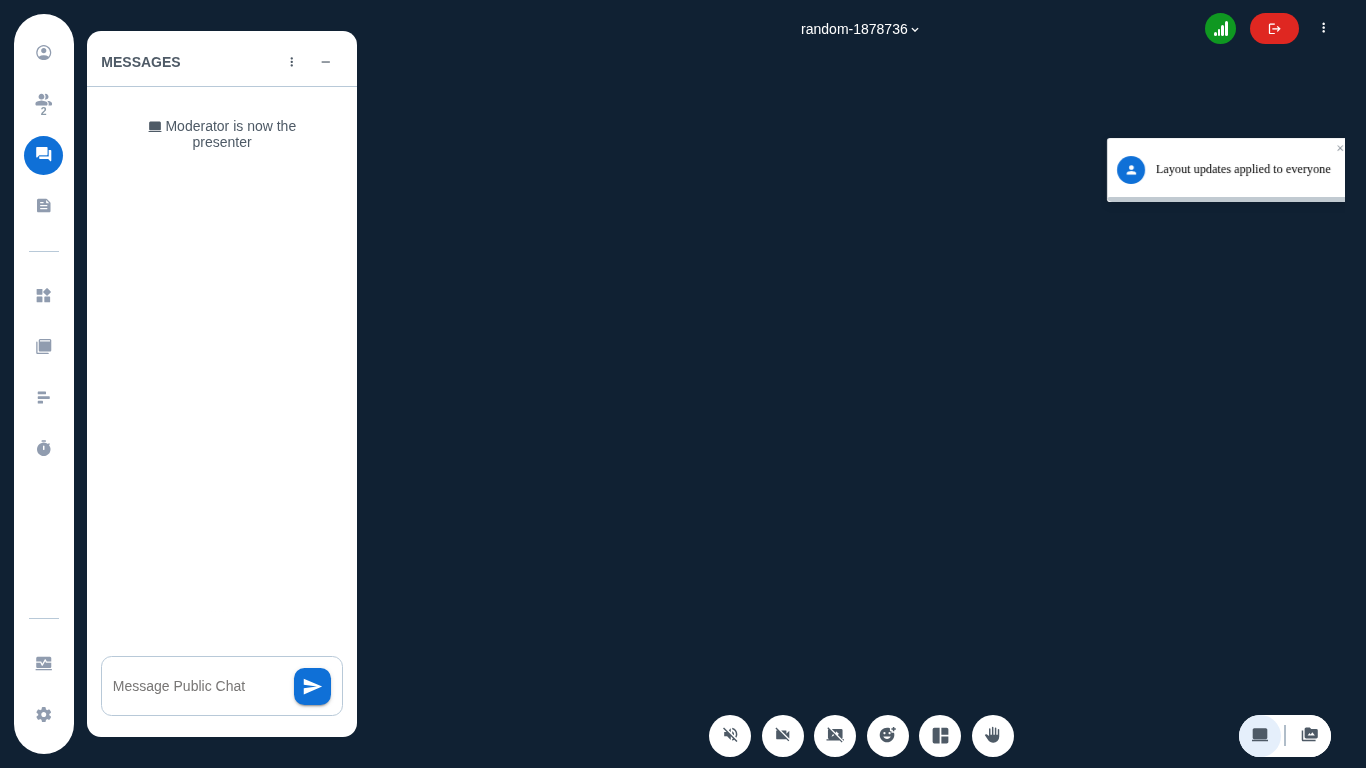 random-1878736
MESSAGES
2
Moderator is now the
presenter
Layout updates applied to everyone
×
Message Public Chat